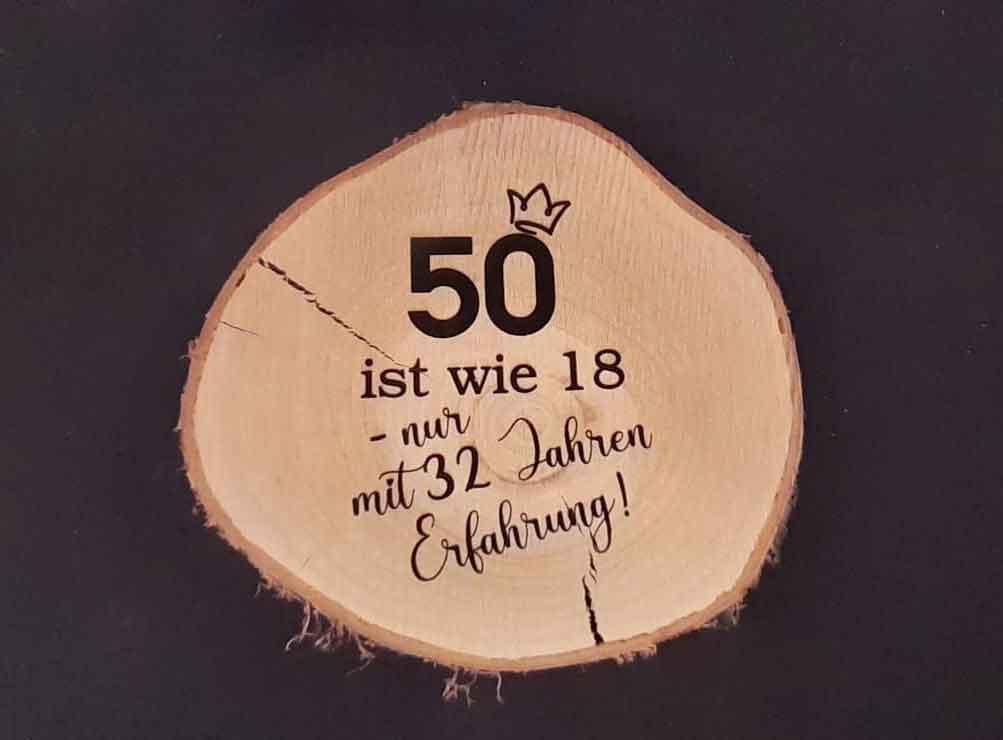 50
ist wie 18
- nur
mit 32 Jahren
Erfahrung!